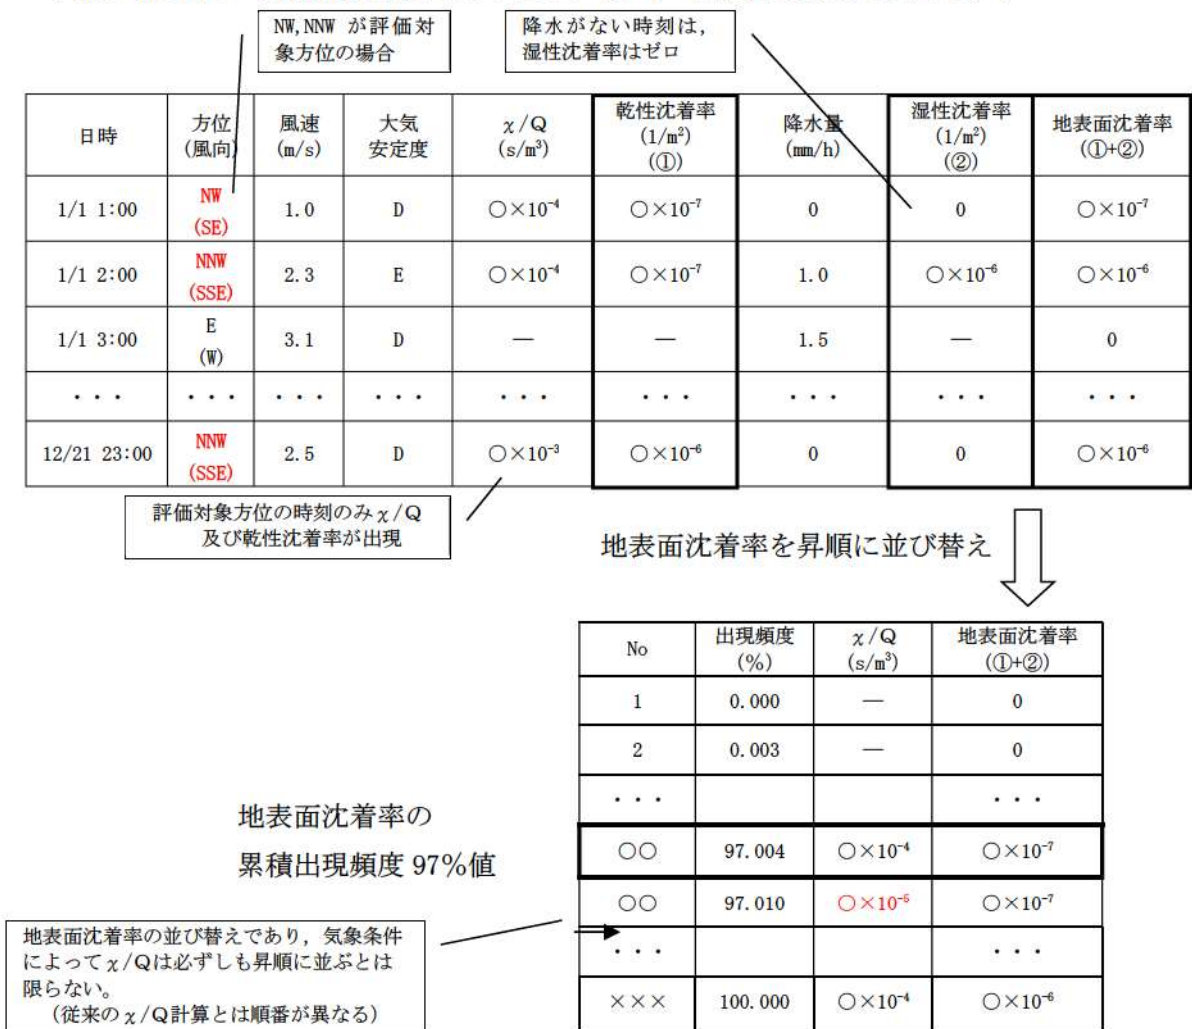 NW,NNW が評価対
象方位の場合
降水がない時刻は，
湿性沈着率はゼロ
日時 方位 (風向) 風速 (m/s) 大気 安定度 χ/Q (s/m³) 乾性沈着率 (1/m²) (①) 降水量 (mm/h) 湿性沈着率 (1/m²) (②) 地表面沈着率 (①+②)
1/1 1:00 NW (SE) 1.0 D ○×10⁻⁴ ○×10⁻⁷ 0 0 ○×10⁻⁷
1/1 2:00 NNW (SSE) 2.3 E ○×10⁻⁴ ○×10⁻⁷ 1.0 ○×10⁻⁶ ○×10⁻⁶
1/1 3:00 E (W) 3.1 D — — 1.5 — 0
・・・ ・・・ ・・・ ・・・ ・・・ ・・・ ・・・ ・・・ ・・・
12/21 23:00 NNW (SSE) 2.5 D ○×10⁻³ ○×10⁻⁶ 0 0 ○×10⁻⁶
評価対象方位の時刻のみχ/Q
及び乾性沈着率が出現
地表面沈着率を昇順に並び替え
No 出現頻度 (%) χ/Q (s/m³) 地表面沈着率 (①+②)
1 0.000 — 0
2 0.003 — 0
・・・ ・・・
地表面沈着率の
累積出現頻度 97%値
○○ 97.004 ○×10⁻⁴ ○×10⁻⁷
○○ 97.010 ○×10⁻⁵ ○×10⁻⁷
・・・ ・・・
××× 100.000 ○×10⁻⁴ ○×10⁻⁶
地表面沈着率の並び替えであり，気象条件
によってχ/Qは必ずしも昇順に並ぶとは
限らない。
（従来のχ/Q計算とは順番が異なる）